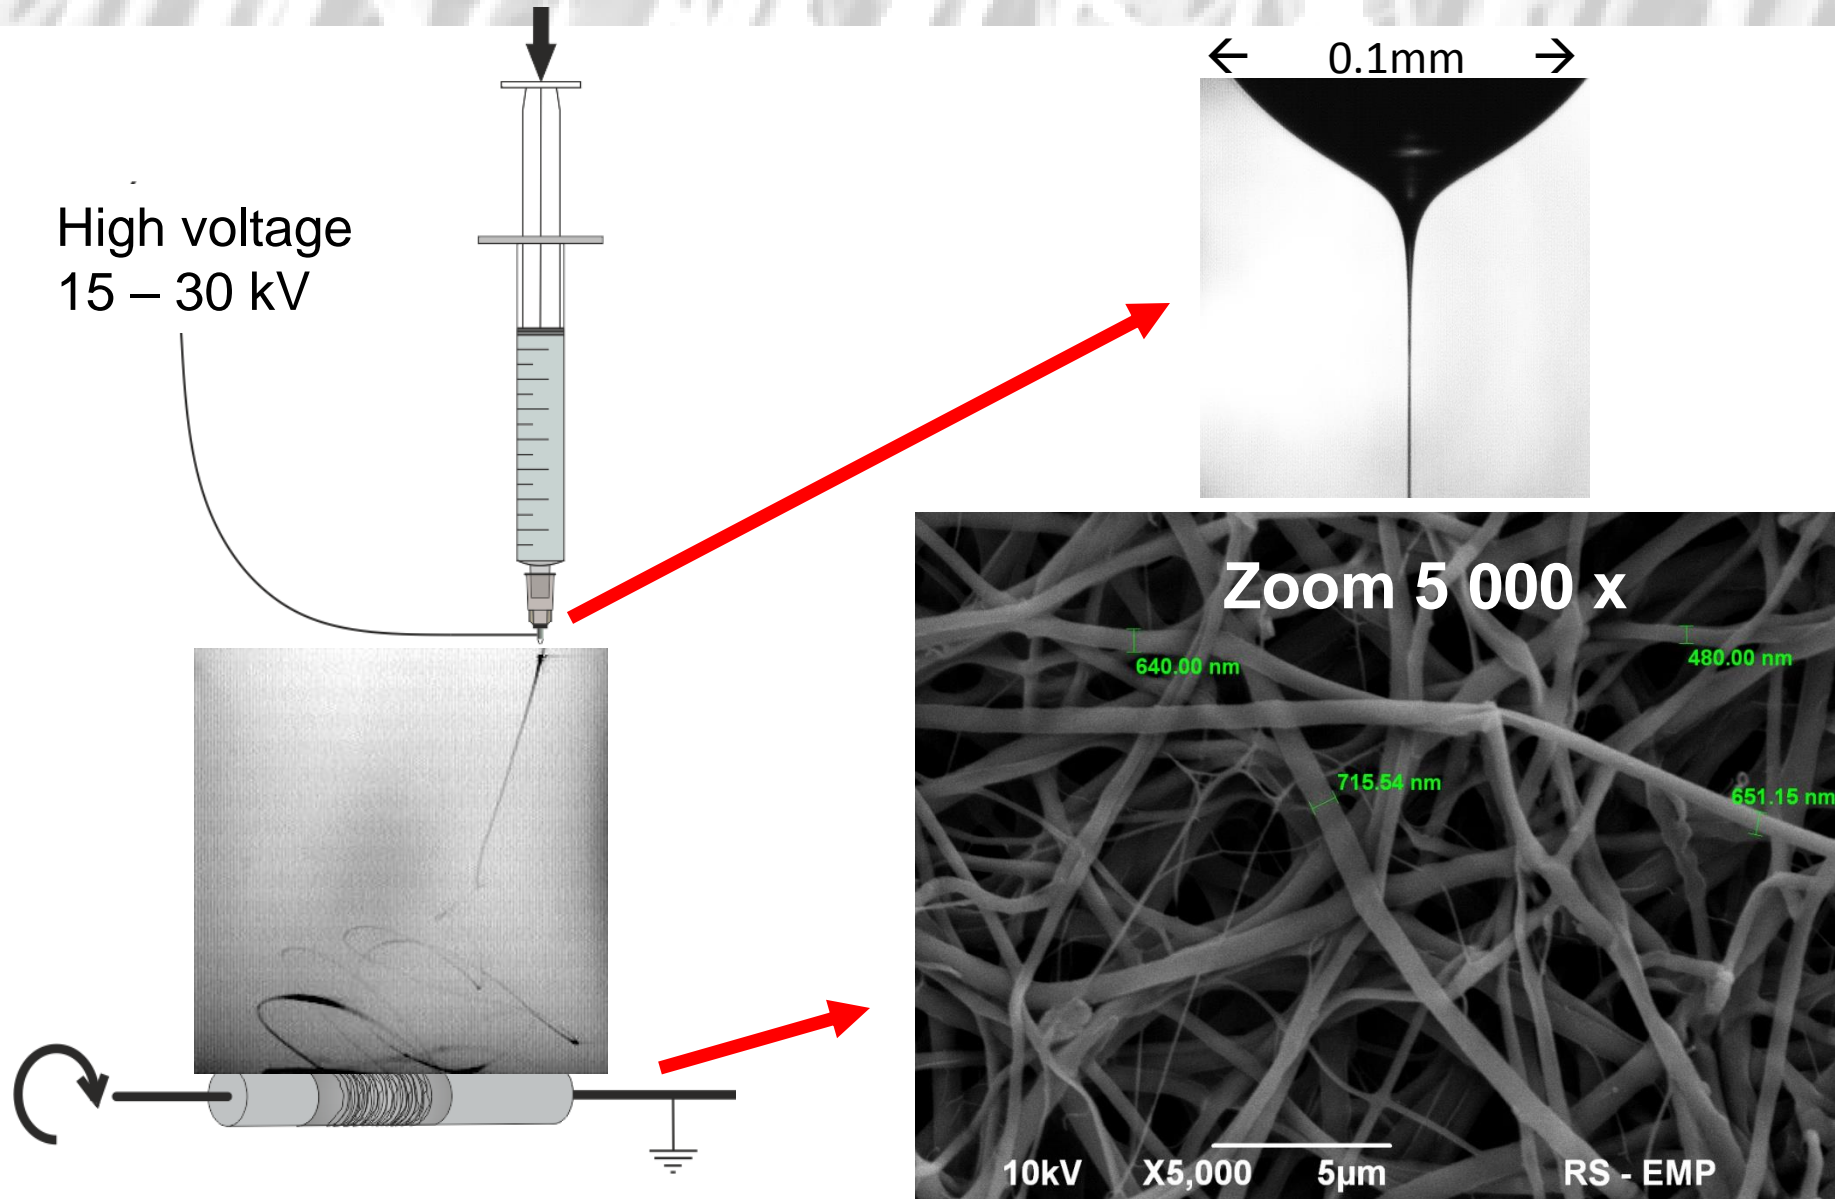 High voltage
15 – 30 kV
← 0.1mm →
Zoom 5 000 x
640.00 nm
480.00 nm
715.54 nm
651.15 nm
10kV X5,000 5µm RS - EMP